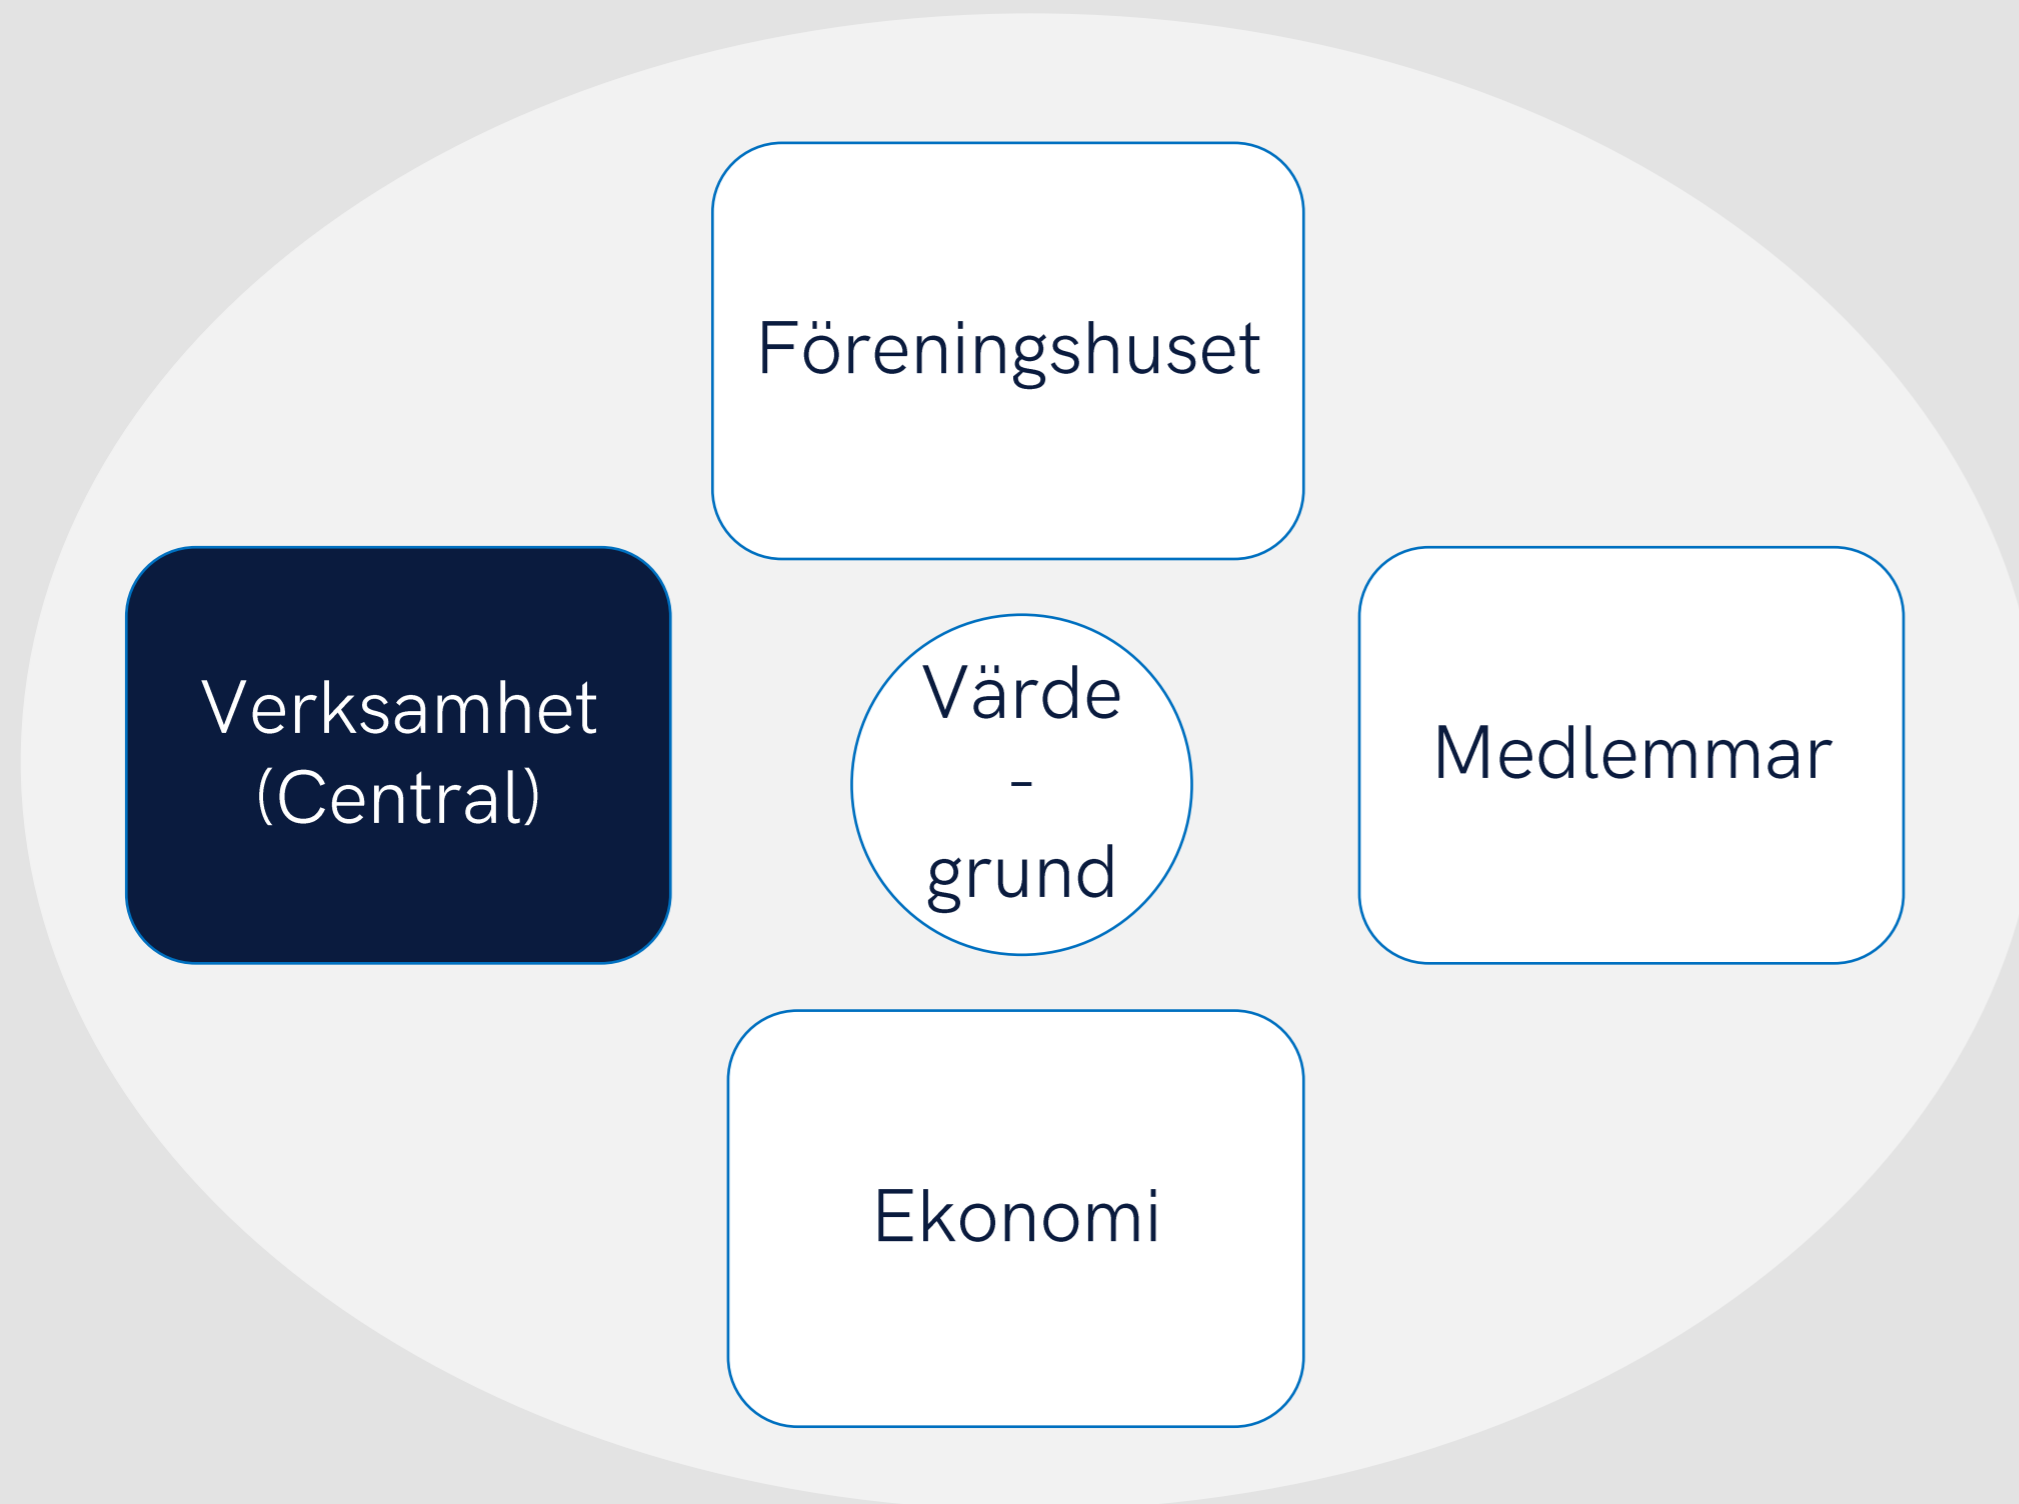 Föreningshuset
Verksamhet
(Central)
Värde
-
grund
Medlemmar
Ekonomi